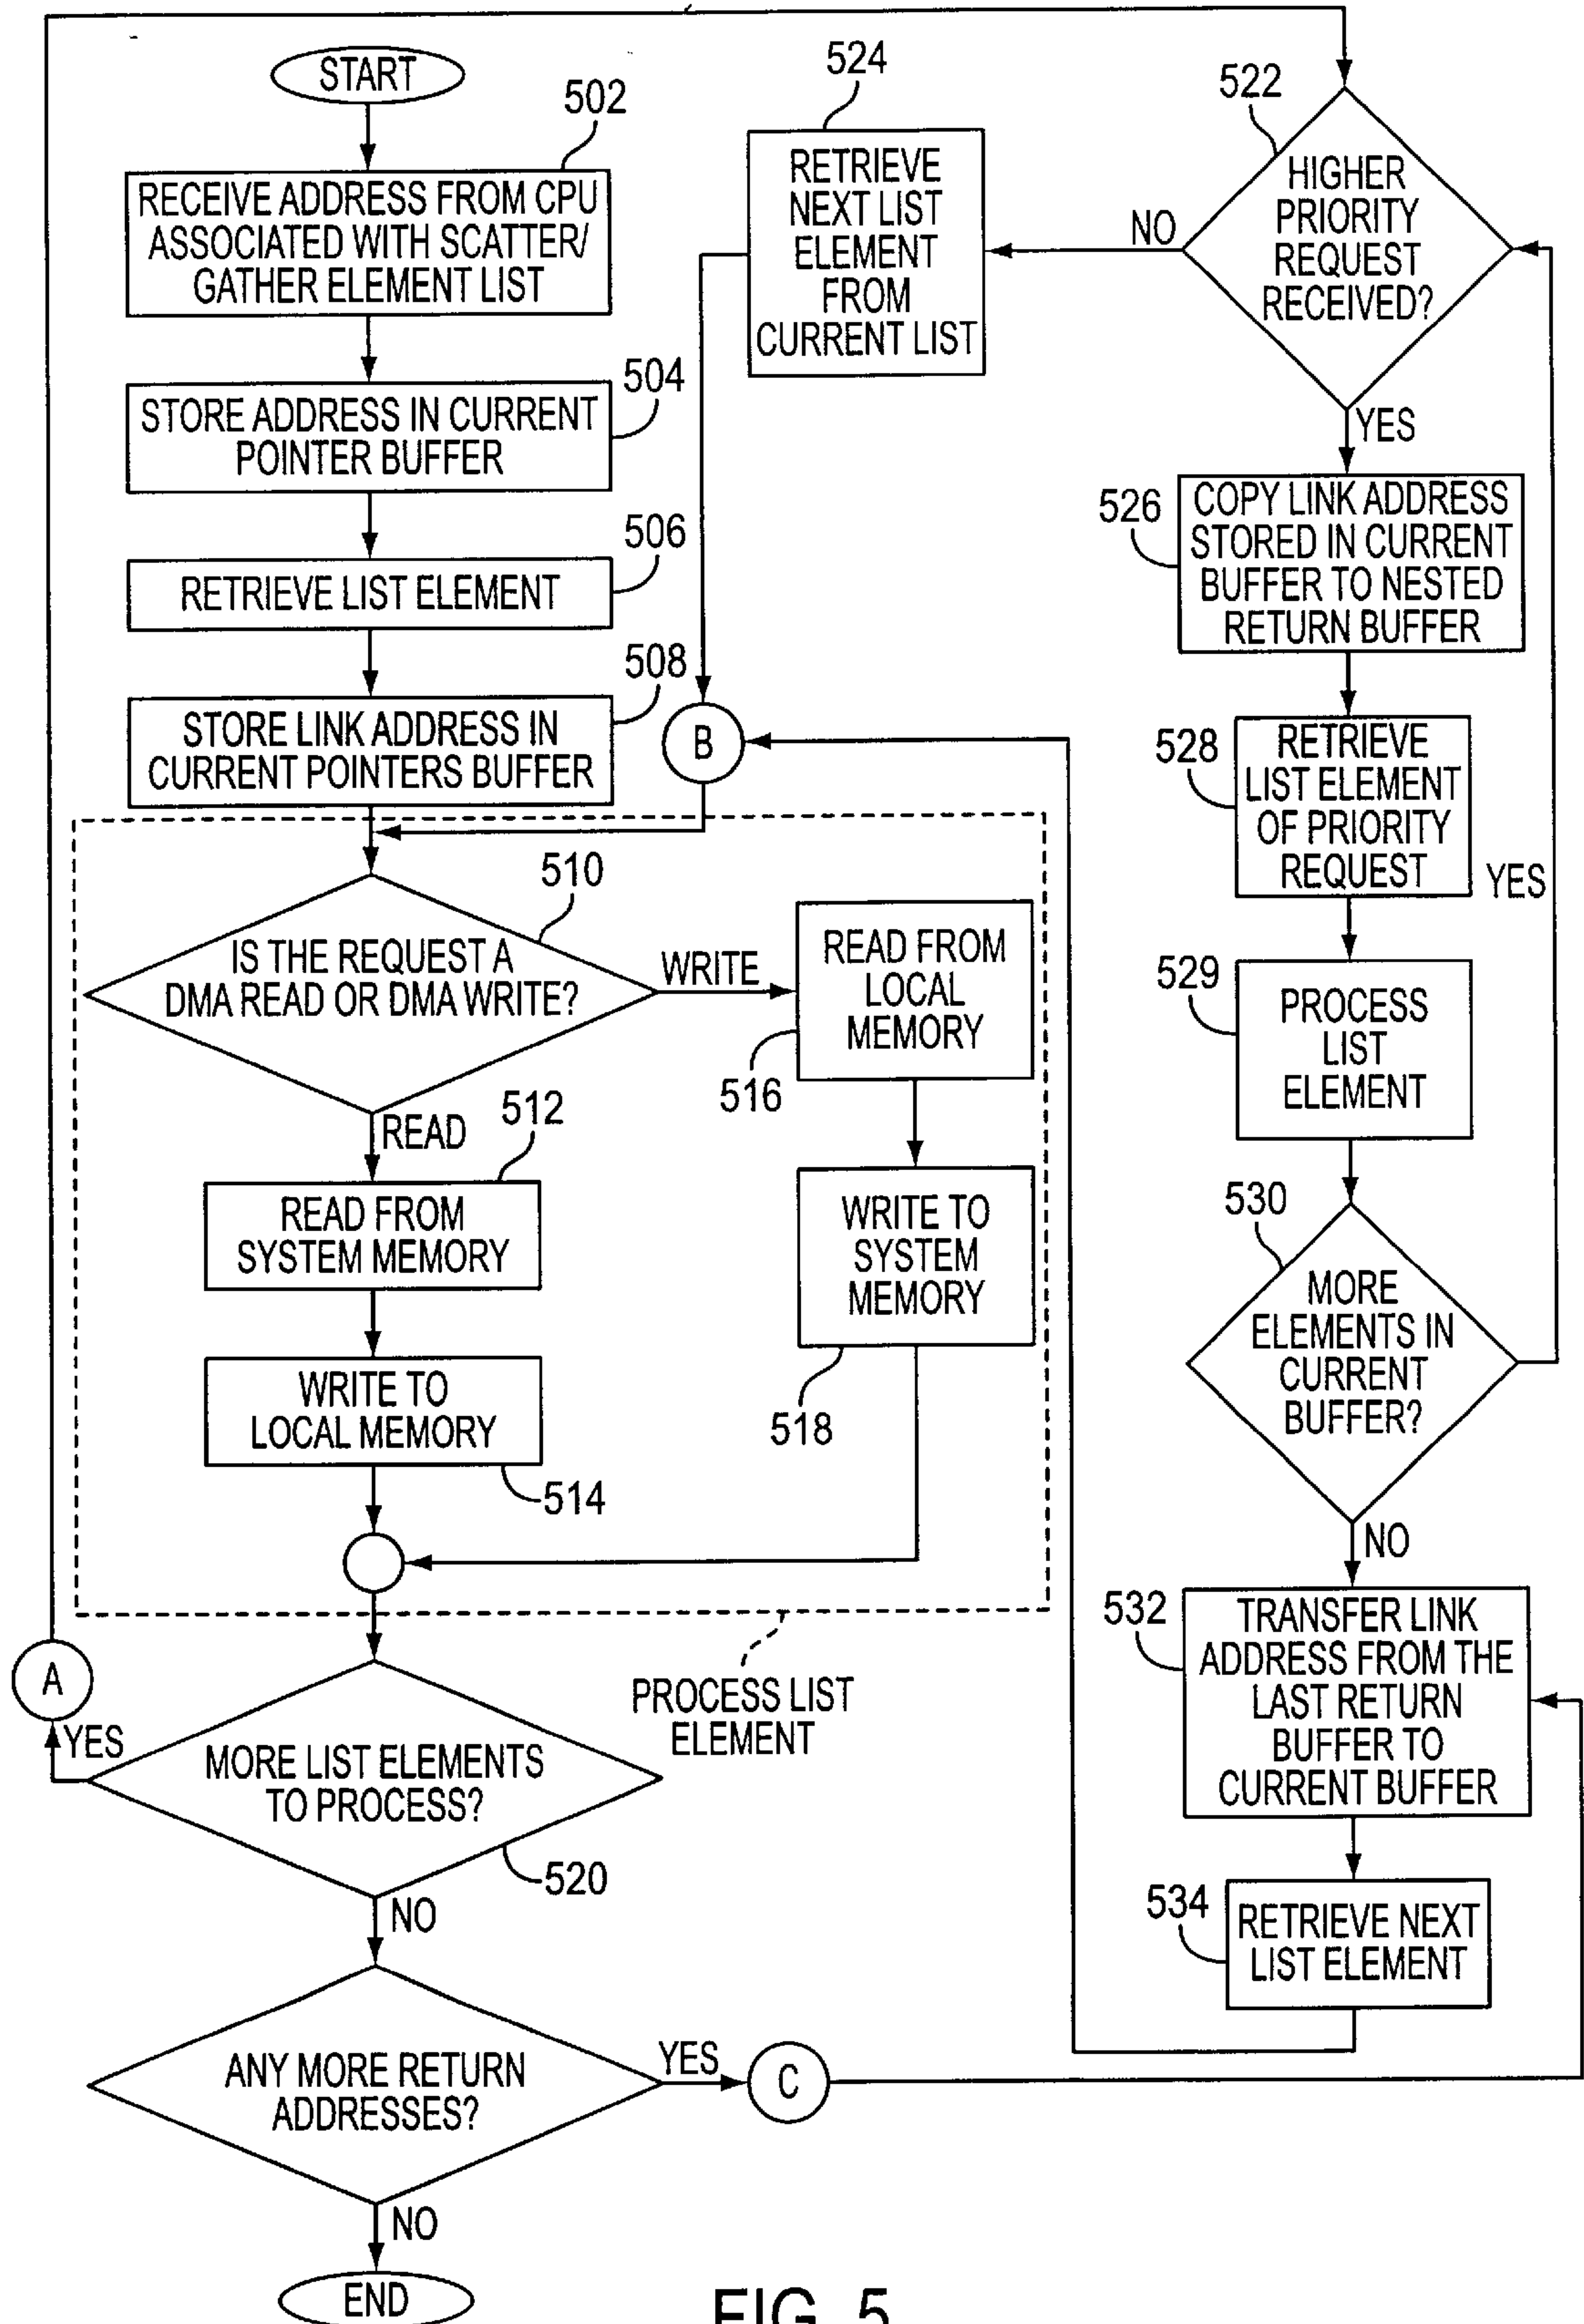 START
502
RECEIVE ADDRESS FROM CPU
ASSOCIATED WITH SCATTER/
GATHER ELEMENT LIST
504
STORE ADDRESS IN CURRENT
POINTER BUFFER
506
RETRIEVE LIST ELEMENT
508
STORE LINK ADDRESS IN
CURRENT POINTERS BUFFER
B
524
RETRIEVE
NEXT LIST
ELEMENT
FROM
CURRENT LIST
NO
522
HIGHER
PRIORITY
REQUEST
RECEIVED?
YES
526
COPY LINK ADDRESS
STORED IN CURRENT
BUFFER TO NESTED
RETURN BUFFER
528
RETRIEVE
LIST ELEMENT
OF PRIORITY
REQUEST
YES
529
PROCESS
LIST
ELEMENT
530
MORE
ELEMENTS IN
CURRENT
BUFFER?
NO
532
TRANSFER LINK
ADDRESS FROM THE
LAST RETURN
BUFFER TO
CURRENT BUFFER
534
RETRIEVE NEXT
LIST ELEMENT
510
IS THE REQUEST A
DMA READ OR DMA WRITE?
WRITE
READ FROM
LOCAL
MEMORY
516
READ
512
READ FROM
SYSTEM MEMORY
WRITE TO
SYSTEM
MEMORY
518
WRITE TO
LOCAL MEMORY
514
PROCESS LIST
ELEMENT
A
YES
MORE LIST ELEMENTS
TO PROCESS?
520
NO
ANY MORE RETURN
ADDRESSES?
YES
C
NO
END
FIG. 5